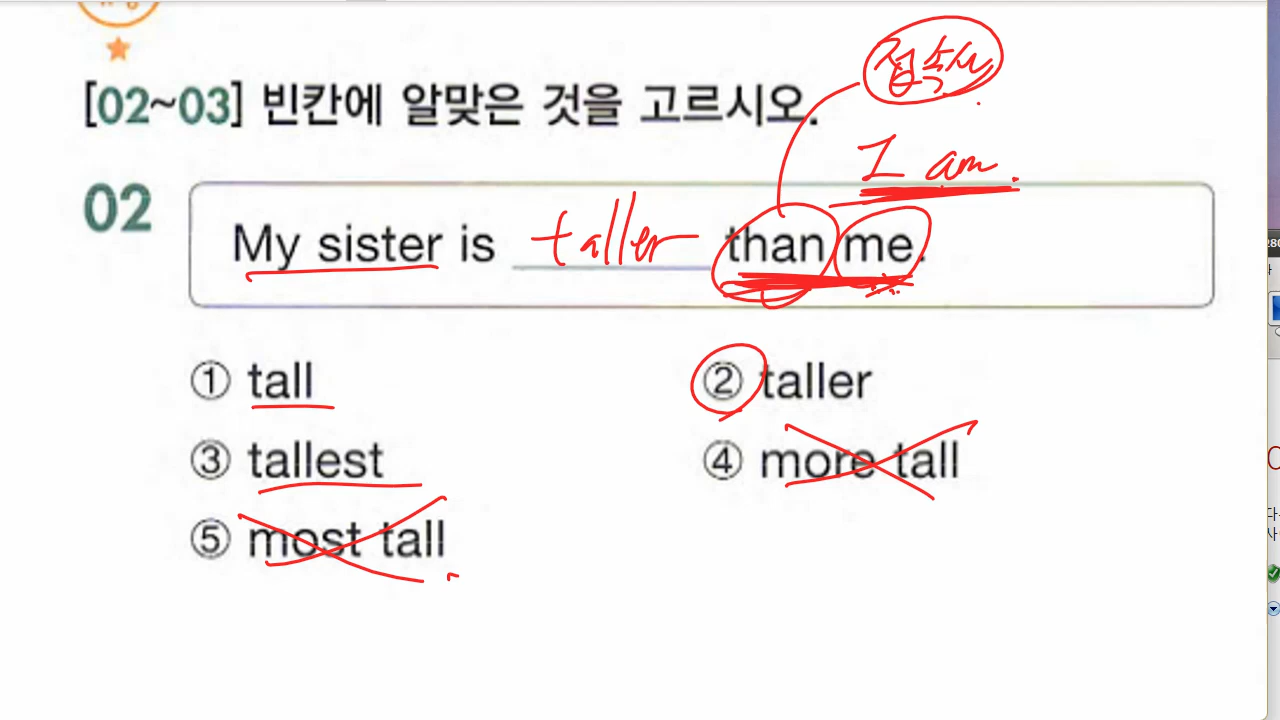 접속사
[02~03] 빈칸에 알맞은 것을 고르시오.
I am.
02
My sister is taller than me.
① tall
② taller
③ tallest
④ more tall
⑤ most tall